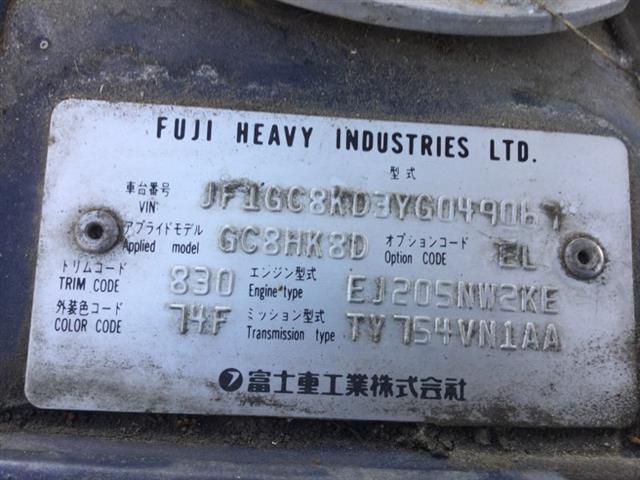 FUJI HEAVY INDUSTRIES LTD.
型式
車台番号 JF1GC8KD3YG049067
VIN
アプライドモデル GC8HK8D オプションコード EL
Applied model Option CODE
トリムコード 830 エンジン型式 EJ205NW2KE
TRIM CODE Engine type
外装色コード 74F ミッション型式 TY754VN1AA
COLOR CODE Transmission type
富士重工業株式会社